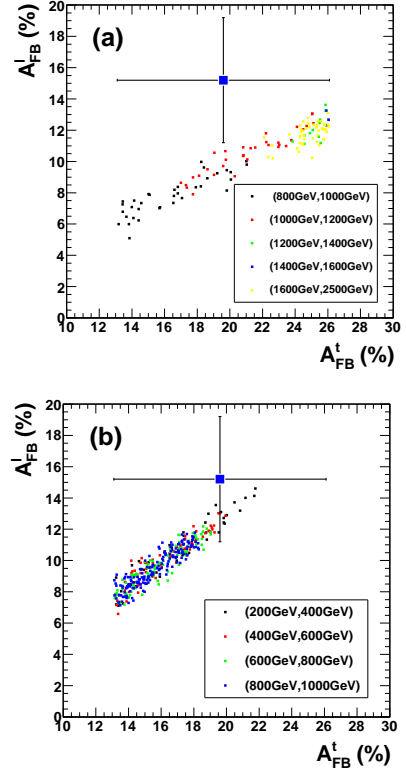 A^l_FB (%)
20
18
16
14
12
10
8
6
4
2
0
(a)
(800GeV,1000GeV)
(1000GeV,1200GeV)
(1200GeV,1400GeV)
(1400GeV,1600GeV)
(1600GeV,2500GeV)
10 12 14 16 18 20 22 24 26 28 30
A^t_FB (%)
A^l_FB (%)
20
18
16
14
12
10
8
6
4
2
0
(b)
(200GeV,400GeV)
(400GeV,600GeV)
(600GeV,800GeV)
(800GeV,1000GeV)
10 12 14 16 18 20 22 24 26 28 30
A^t_FB (%)